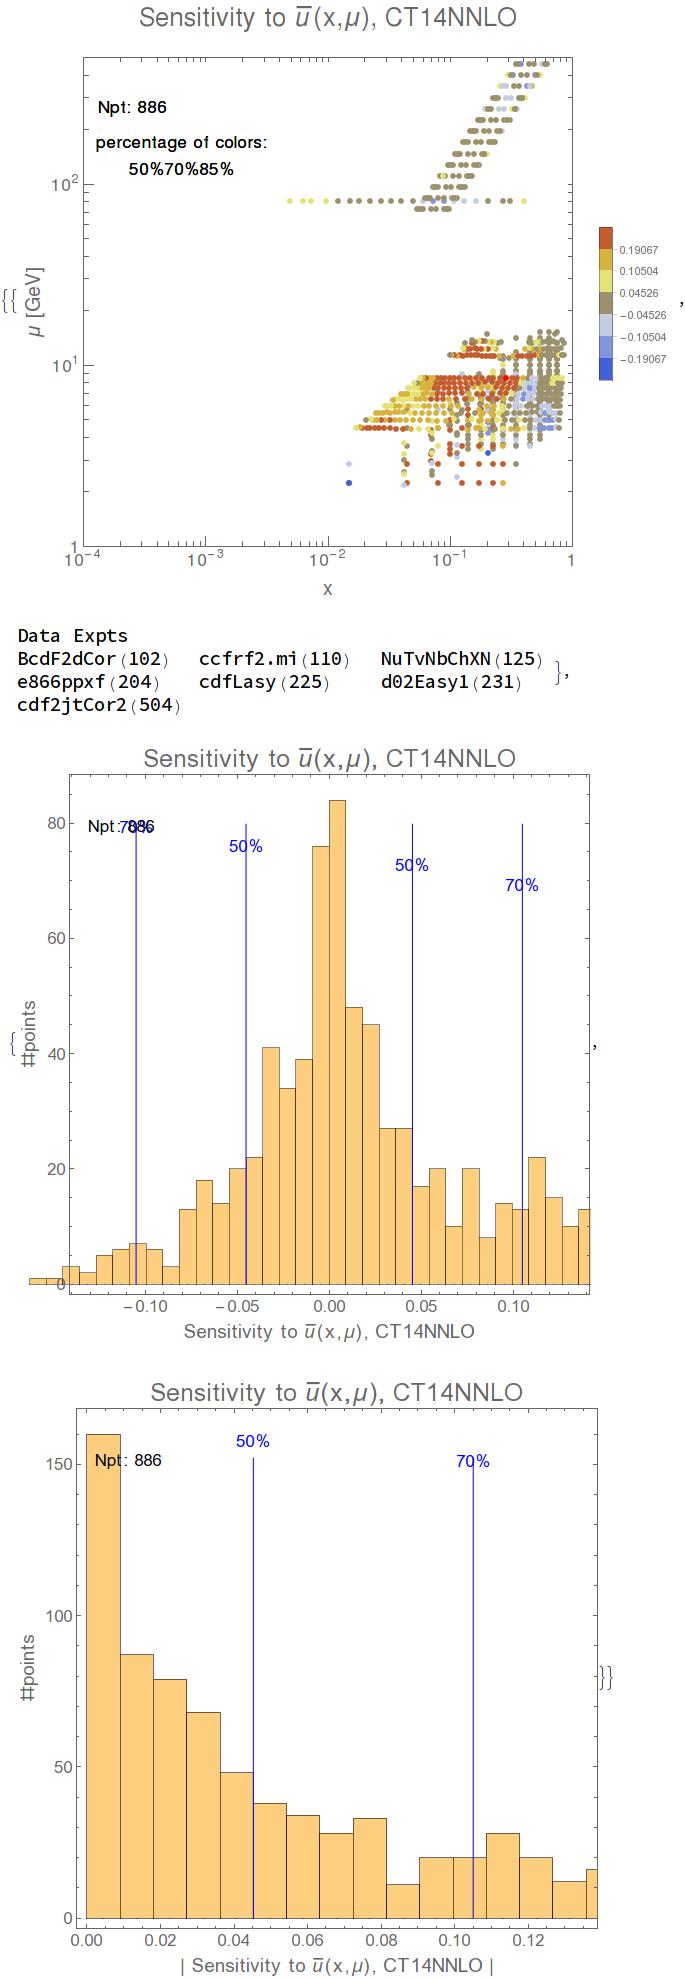 Sensitivity to u̅(x,μ), CT14NNLO
Npt: 886
percentage of colors:
50%70%85%
10²
10¹
1
{{
μ [GeV]
0.19067
0.10504
0.04526
−0.04526
−0.10504
−0.19067
,
10⁻⁴ 10⁻³ 10⁻² 10⁻¹ 1
x
Data Expts
BcdF2dCor(102) ccfrf2.mi(110) NuTvNbChXN(125)
e866ppxf(204) cdfLasy(225) d02Easy1(231)
cdf2jtCor2(504)
},
Sensitivity to u̅(x,μ), CT14NNLO
Npt: 886
70%
50%
50%
70%
80
60
40
20
0
{
#points
,
−0.10 −0.05 0.00 0.05 0.10
Sensitivity to u̅(x,μ), CT14NNLO
Sensitivity to u̅(x,μ), CT14NNLO
50%
70%
Npt: 886
150
100
50
0
#points
}}
0.00 0.02 0.04 0.06 0.08 0.10 0.12
| Sensitivity to u̅(x,μ), CT14NNLO |